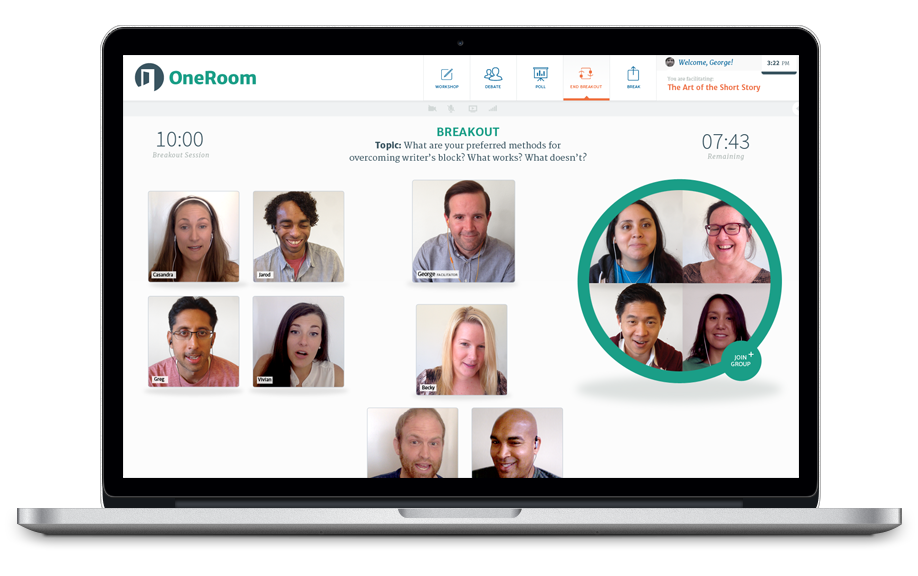 OneRoom
WORKSHOP
DEBATE
POLL
END BREAKOUT
BREAK
Welcome, George!
3:22 PM
You are facilitating:
The Art of the Short Story
10:00
Breakout Session
BREAKOUT
Topic: What are your preferred methods for
overcoming writer's block? What works? What doesn't?
07:43
Remaining
Casandra
Jarod
George FACILITATOR
Greg
Vivian
Becky
JOIN +
GROUP